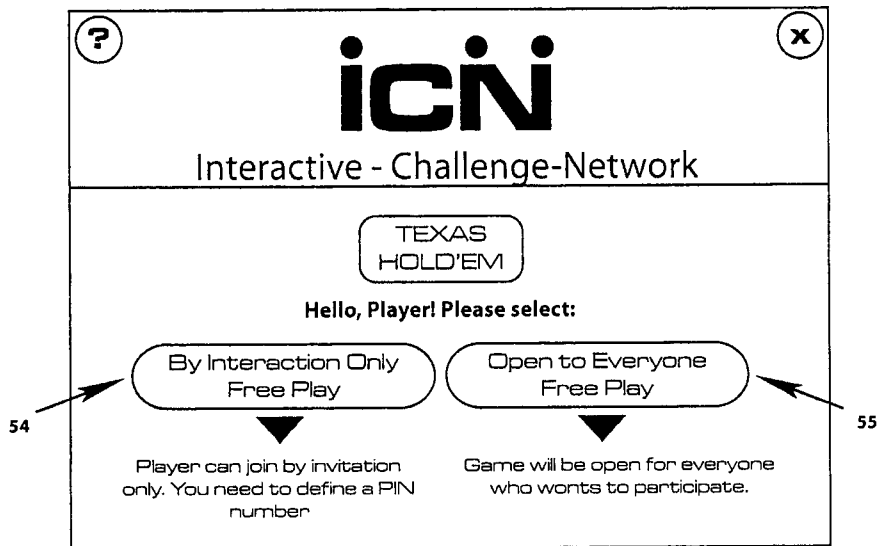 ?
x
iCN
Interactive - Challenge-Network
TEXAS
HOLD'EM
Hello, Player! Please select:
By Interaction Only
Free Play
Open to Everyone
Free Play
54
55
Player can join by invitation
only. You need to define a PIN
number
Game will be open for everyone
who wonts to participate.